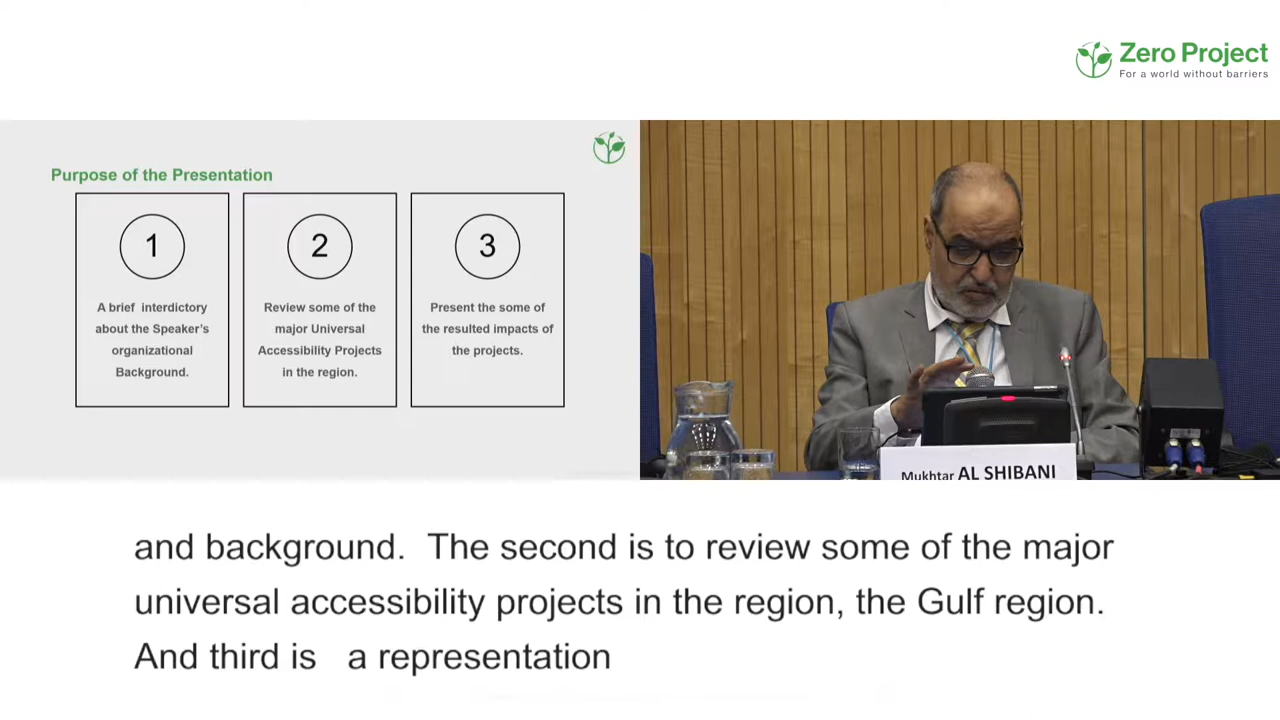 Zero Project
For a world without barriers
Purpose of the Presentation
1
A brief interdictory
about the Speaker's
organizational
Background.
2
Review some of the
major Universal
Accessibility Projects
in the region.
3
Present the some of
the resulted impacts of
the projects.
Mukhtar AL SHIBANI
and background. The second is to review some of the major
universal accessibility projects in the region, the Gulf region.
And third is a representation